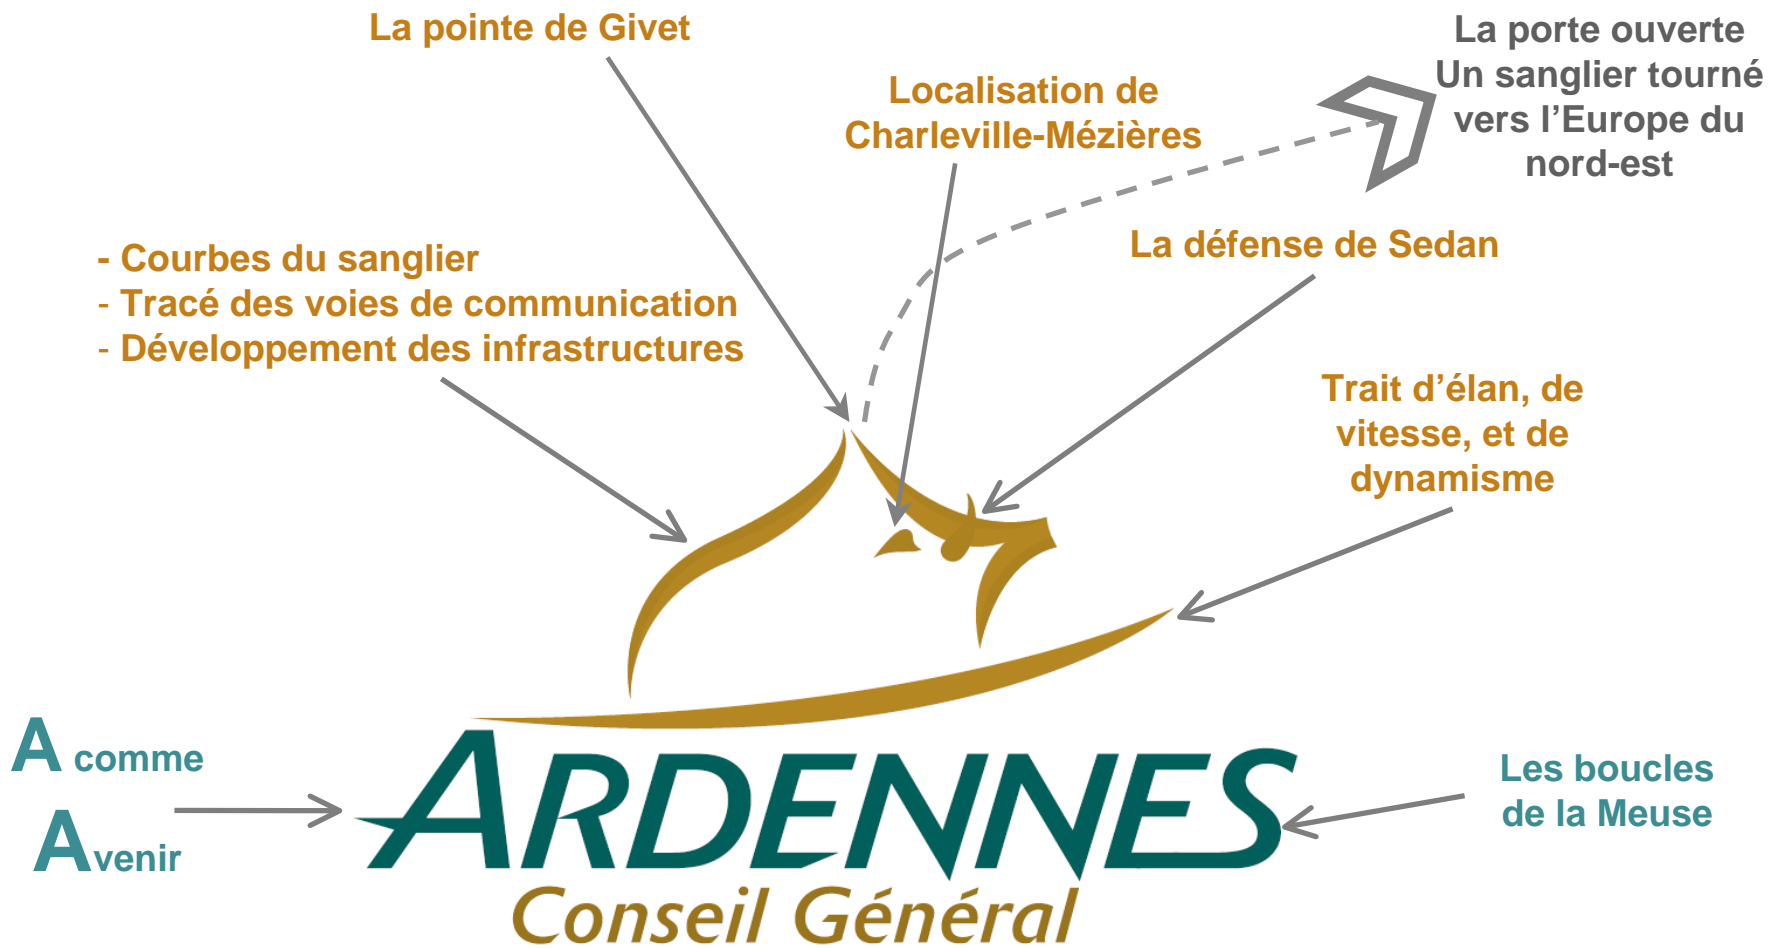 La pointe de Givet
La porte ouverte
Un sanglier tourné
vers l’Europe du
nord-est
Localisation de
Charleville-Mézières
La défense de Sedan
- Courbes du sanglier
- Tracé des voies de communication
- Développement des infrastructures
Trait d’élan, de
vitesse, et de
dynamisme
A comme
Avenir
ARDENNES
Conseil Général
Les boucles
de la Meuse